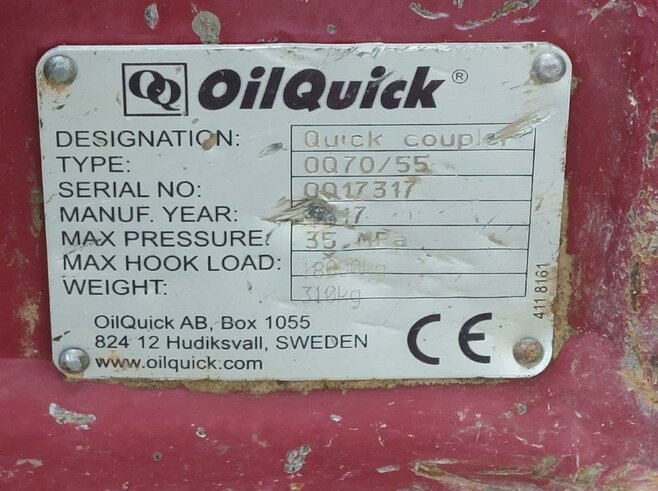 OQ OilQuick®
DESIGNATION: Quick coupler
TYPE: OQ70/55
SERIAL NO: OQ17317
MANUF. YEAR:
MAX PRESSURE: 35 MPa
MAX HOOK LOAD:
WEIGHT: 310kg
OilQuick AB, Box 1055
824 12 Hudiksvall, SWEDEN
www.oilquick.com
CE
411 8161